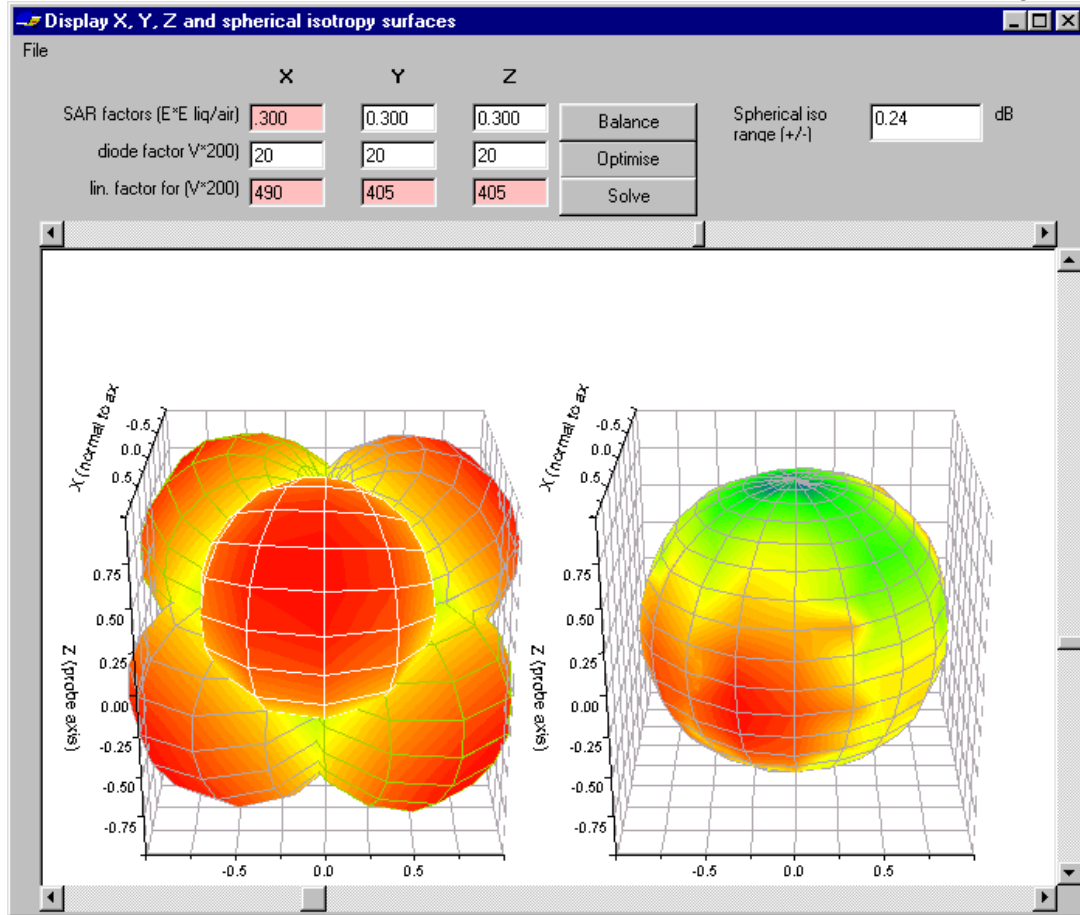 Display X, Y, Z and spherical isotropy surfaces
File
X Y Z
SAR factors (E*E liq/air) .300 0.300 0.300 Balance Spherical iso range (+/-) 0.24 dB
diode factor V*200) 20 20 20 Optimise
lin. factor for (V*200) 490 405 405 Solve
X (normal to ax
-0.5
0.0
0.5
0.75
0.50
0.25
0.00
-0.25
-0.50
-0.75
Z (probe axis)
-0.5 0.0 0.5
X (normal to ax
-0.5
0.0
0.5
0.75
0.50
0.25
0.00
-0.25
-0.50
-0.75
Z (probe axis)
-0.5 0.0 0.5